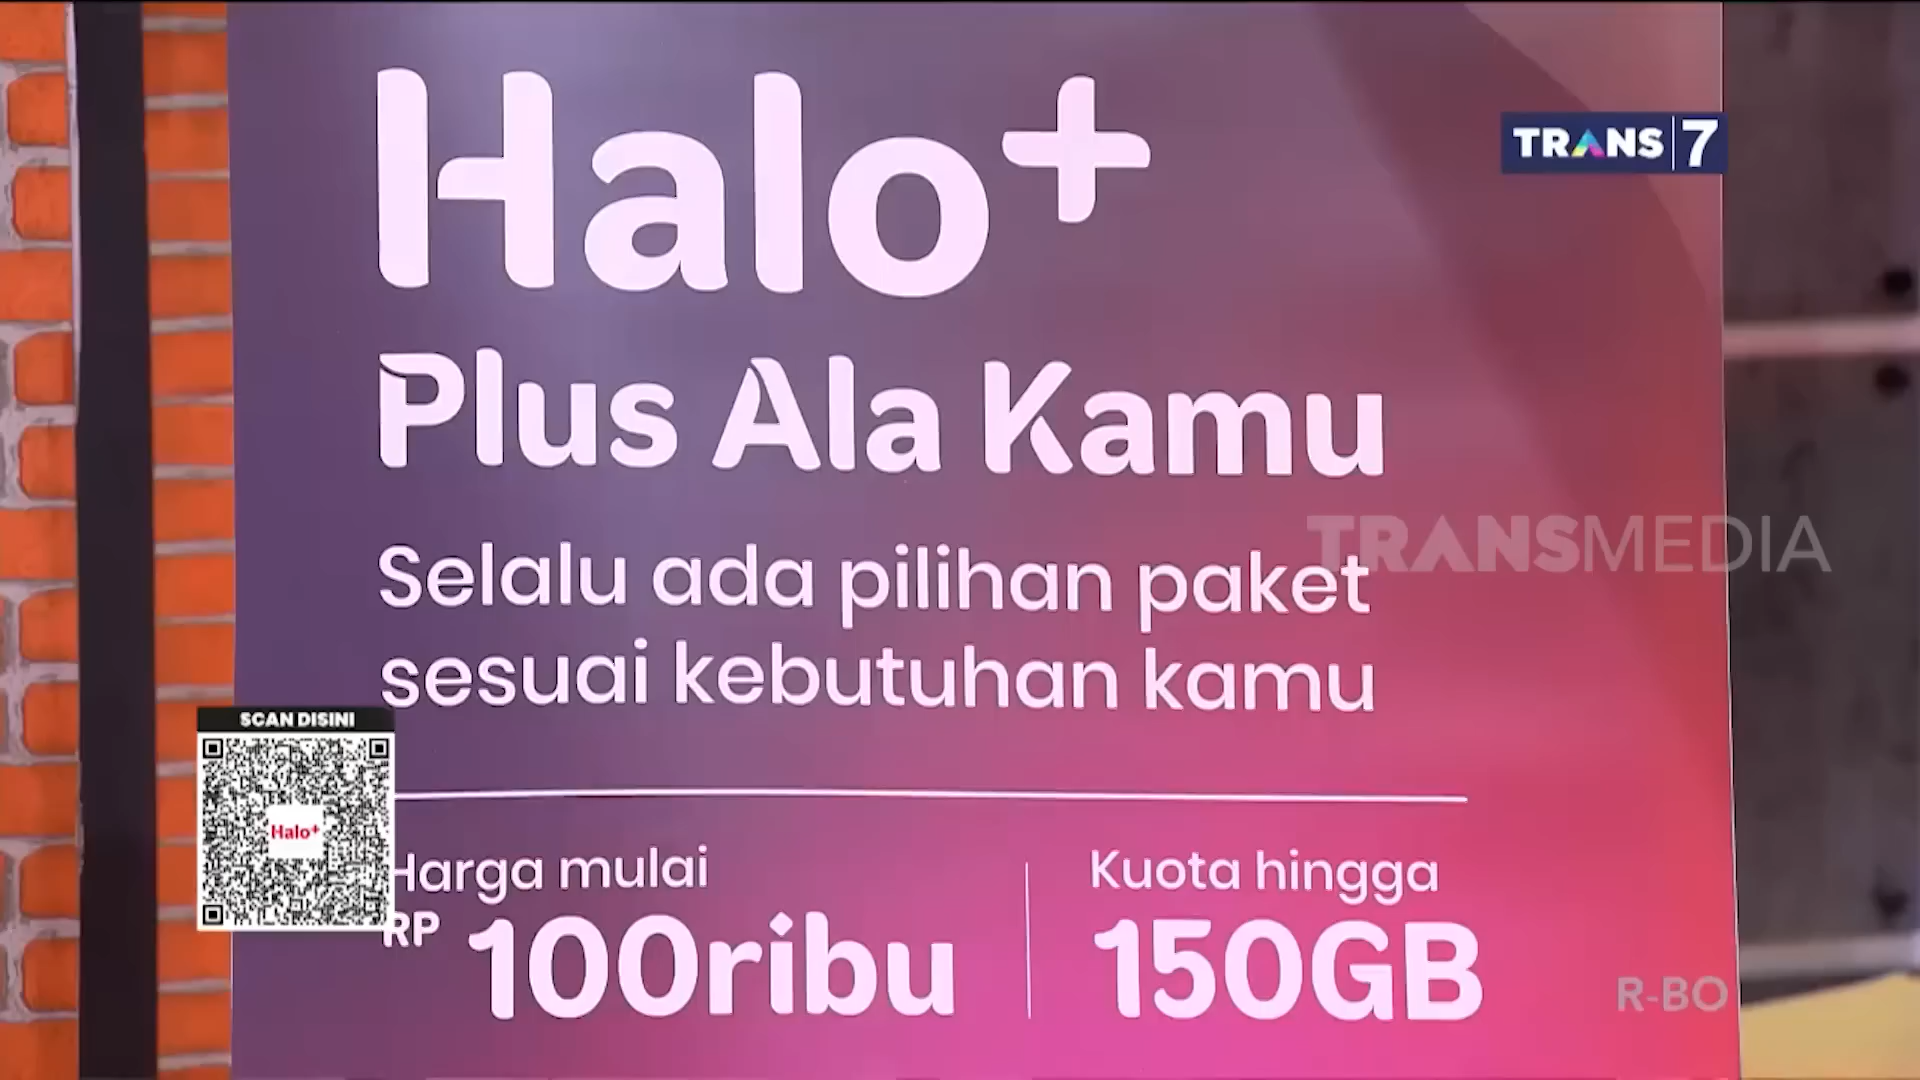 Halo+
TRANS|7
Plus Ala Kamu
TRANSMEDIA
Selalu ada pilihan paket
sesuai kebutuhan kamu
SCAN DISINI
Halo+
Harga mulai
RP 100ribu
Kuota hingga
150GB
R-BO